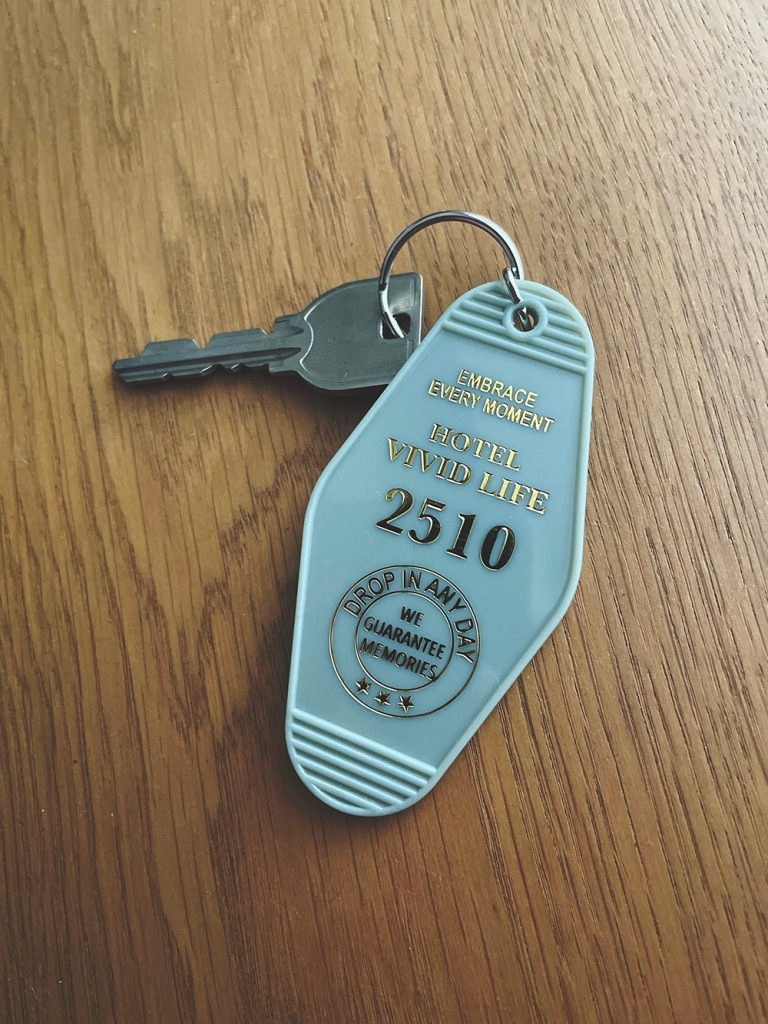 EMBRACE
EVERY MOMENT
HOTEL
VIVID LIFE
2510
DROP IN ANY DAY
WE
GUARANTEE
MEMORIES